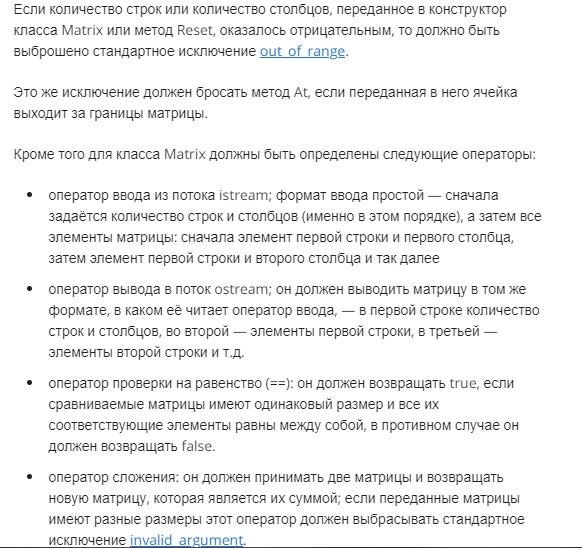 Если количество строк или количество столбцов, переданное в конструктор
класса Matrix или метод Reset, оказалось отрицательным, то должно быть
выброшено стандартное исключение out_of_range.
Это же исключение должен бросать метод At, если переданная в него ячейка
выходит за границы матрицы.
Кроме того для класса Matrix должны быть определены следующие операторы:
• оператор ввода из потока istream; формат ввода простой — сначала
задаётся количество строк и столбцов (именно в этом порядке), а затем все
элементы матрицы: сначала элемент первой строки и первого столбца,
затем элемент первой строки и второго столбца и так далее
• оператор вывода в поток ostream; он должен выводить матрицу в том же
формате, в каком её читает оператор ввода, — в первой строке количество
строк и столбцов, во второй — элементы первой строки, в третьей —
элементы второй строки и т.д.
• оператор проверки на равенство (==): он должен возвращать true, если
сравниваемые матрицы имеют одинаковый размер и все их
соответствующие элементы равны между собой, в противном случае он
должен возвращать false.
• оператор сложения: он должен принимать две матрицы и возвращать
новую матрицу, которая является их суммой; если переданные матрицы
имеют разные размеры этот оператор должен выбрасывать стандартное
исключение invalid_argument.